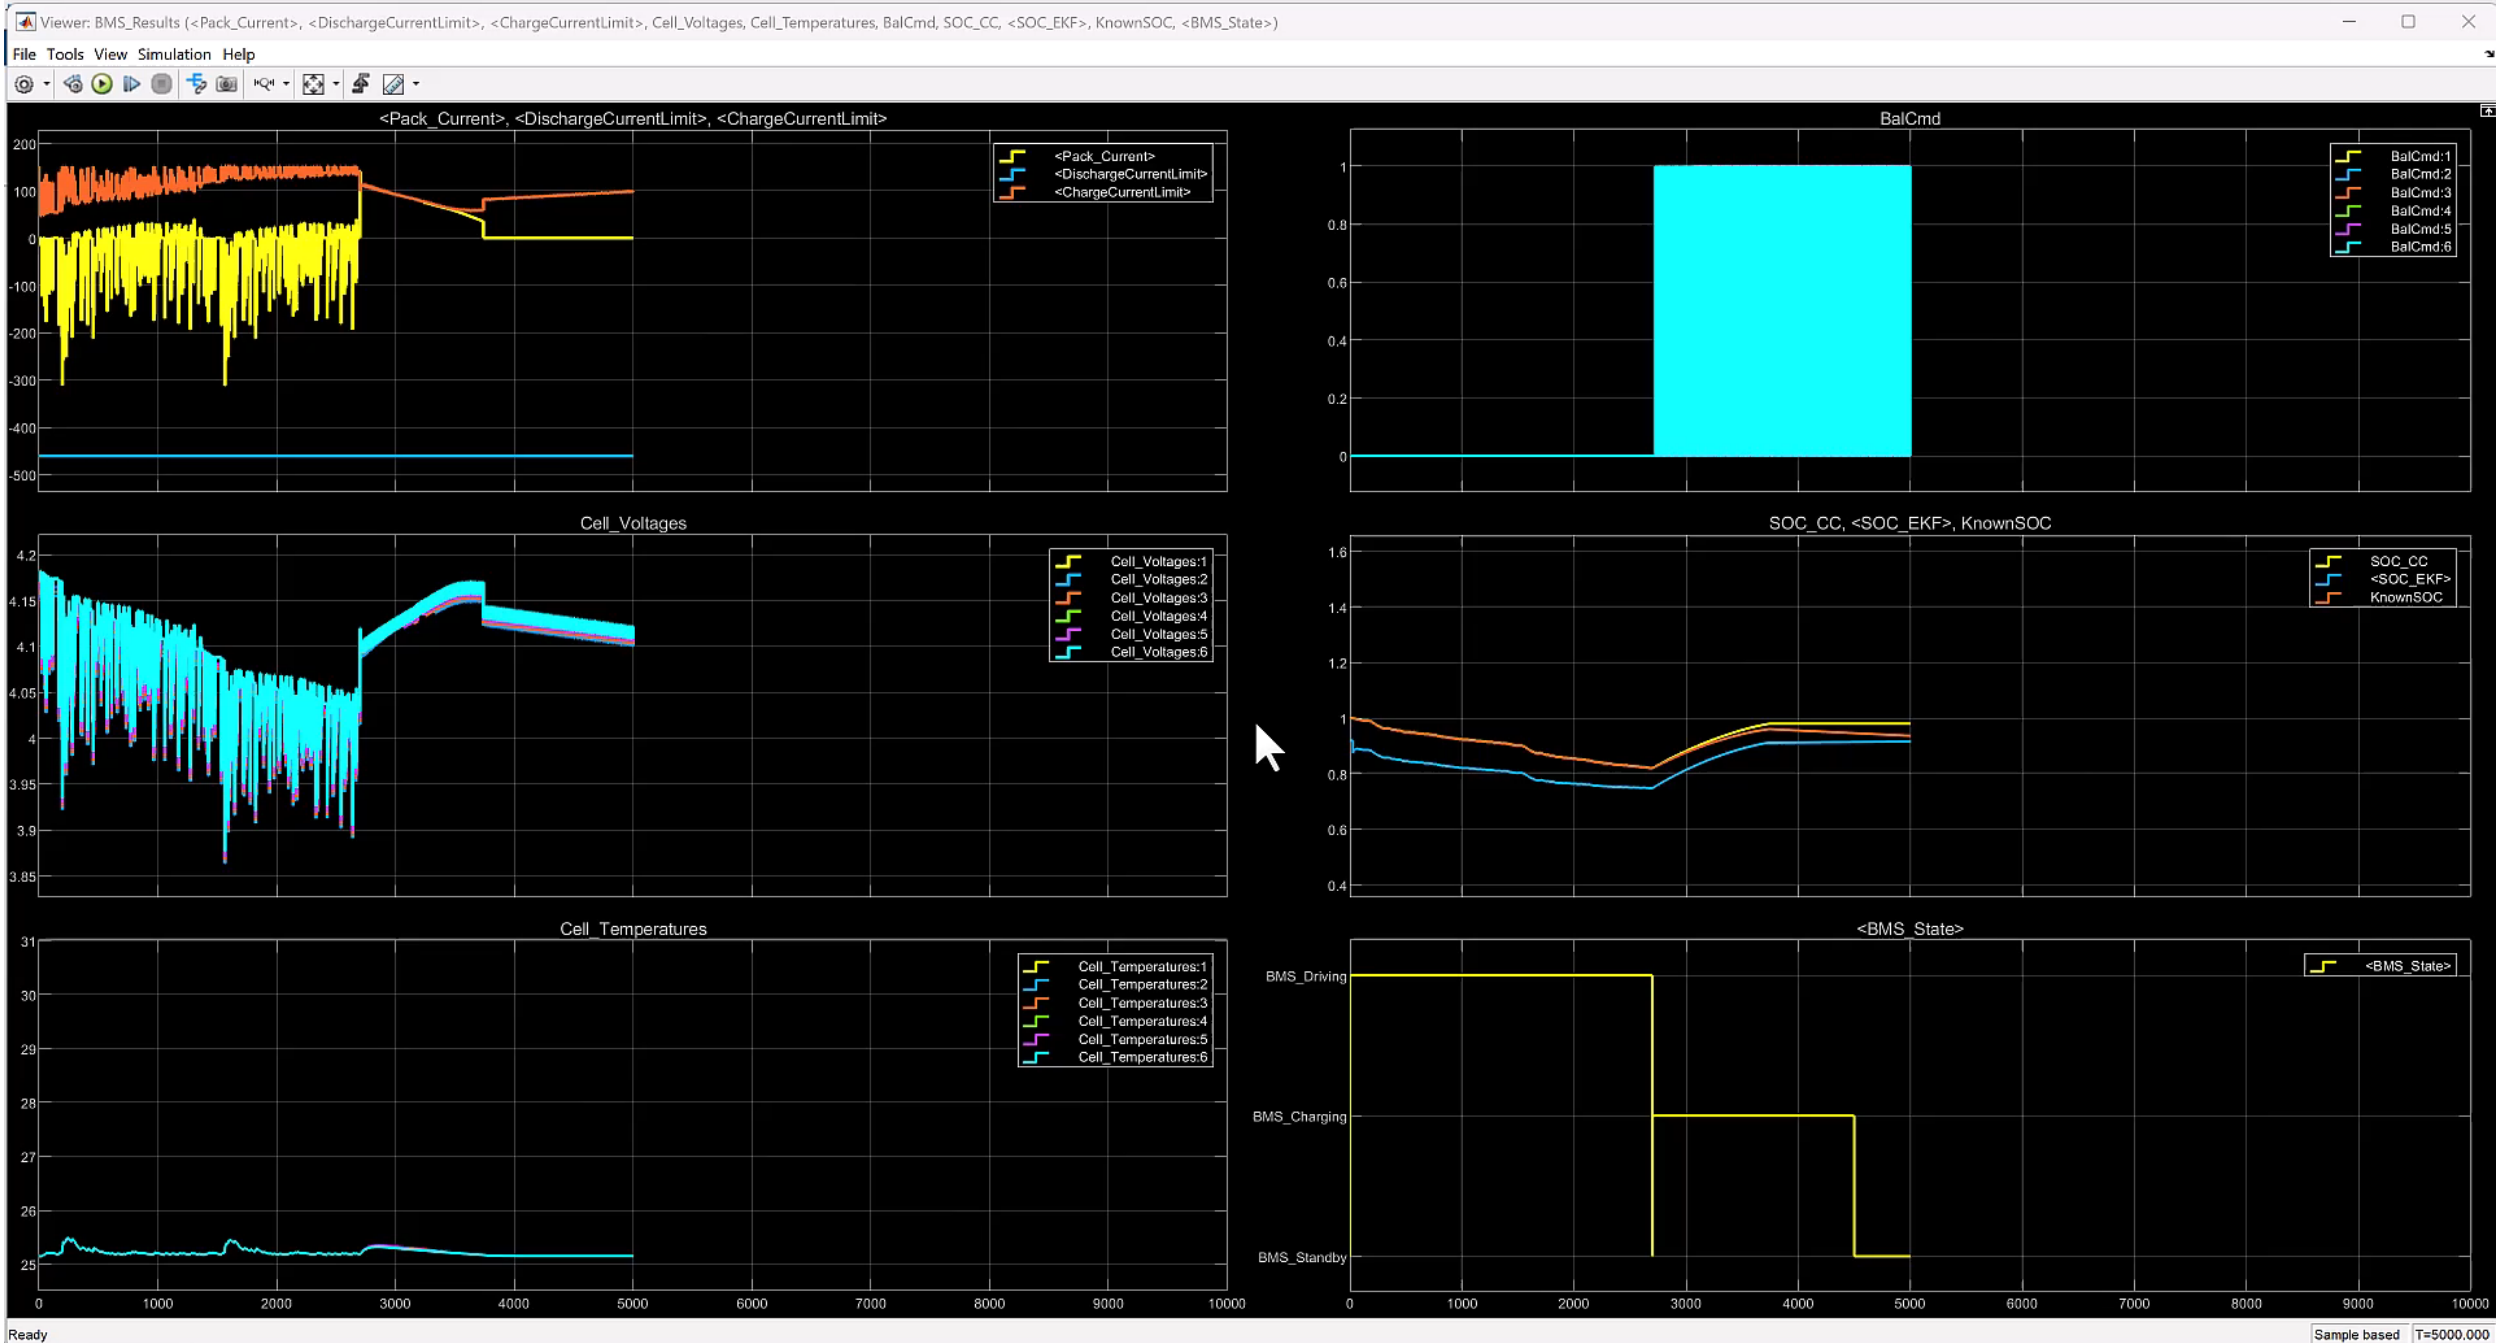 Viewer: BMS_Results (<Pack_Current>, <DischargeCurrentLimit>, <ChargeCurrentLimit>, Cell_Voltages, Cell_Temperatures, BalCmd, SOC_CC, <SOC_EKF>, KnownSOC, <BMS_State>)
File Tools View Simulation Help
<Pack_Current>, <DischargeCurrentLimit>, <ChargeCurrentLimit>
200
100
0
-100
-200
-300
-400
-500
<Pack_Current>
<DischargeCurrentLimit>
<ChargeCurrentLimit>
BalCmd
1
0.8
0.6
0.4
0.2
0
BalCmd:1
BalCmd:2
BalCmd:3
BalCmd:4
BalCmd:5
BalCmd:6
Cell_Voltages
4.2
4.15
4.1
4.05
4
3.95
3.9
3.85
Cell_Voltages:1
Cell_Voltages:2
Cell_Voltages:3
Cell_Voltages:4
Cell_Voltages:5
Cell_Voltages:6
SOC_CC, <SOC_EKF>, KnownSOC
1.6
1.4
1.2
1
0.8
0.6
0.4
SOC_CC
<SOC_EKF>
KnownSOC
Cell_Temperatures
31
30
29
28
27
26
25
Cell_Temperatures:1
Cell_Temperatures:2
Cell_Temperatures:3
Cell_Temperatures:4
Cell_Temperatures:5
Cell_Temperatures:6
0 1000 2000 3000 4000 5000 6000 7000 8000 9000 10000
<BMS_State>
BMS_Driving
BMS_Charging
BMS_Standby
<BMS_State>
0 1000 2000 3000 4000 5000 6000 7000 8000 9000 10000
Ready
Sample based T=5000.000